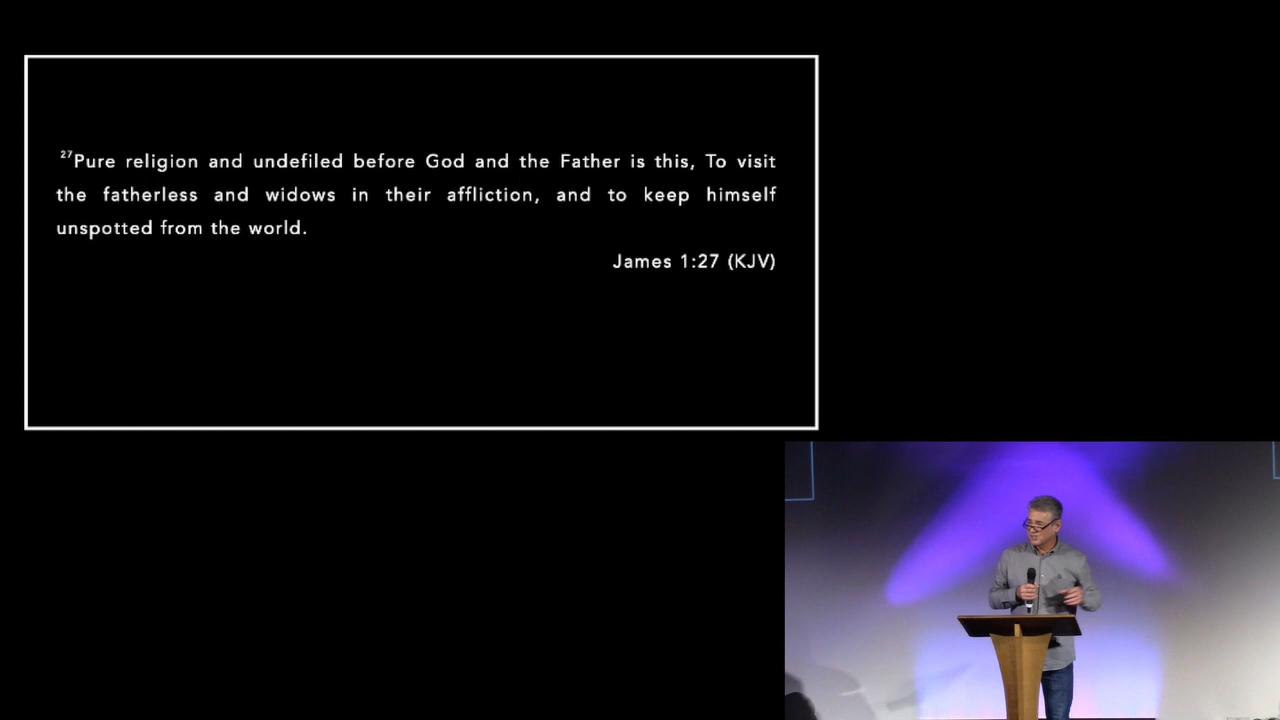 27Pure religion and undefiled before God and the Father is this, To visit
the fatherless and widows in their affliction, and to keep himself
unspotted from the world.
James 1:27 (KJV)